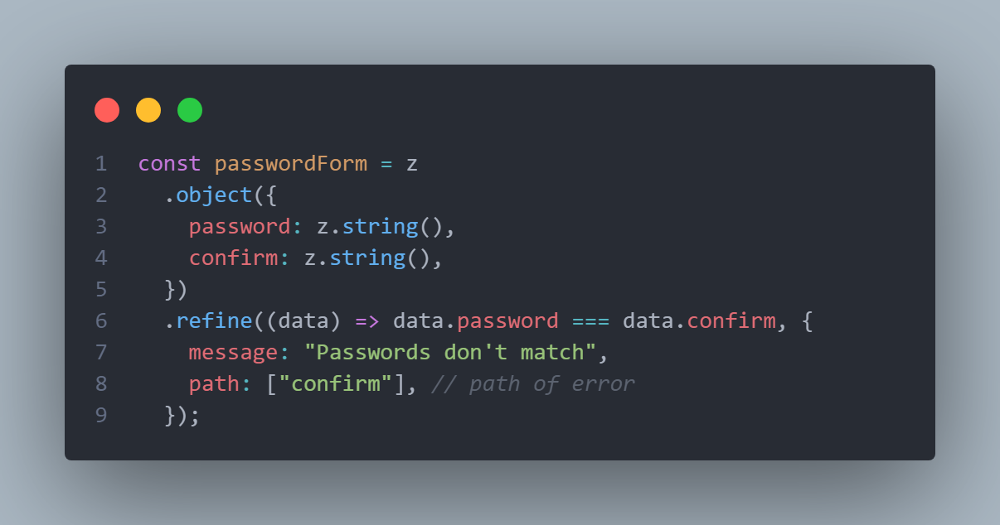 1 const passwordForm = z
2   .object({
3     password: z.string(),
4     confirm: z.string(),
5   })
6   .refine((data) => data.password === data.confirm, {
7     message: "Passwords don't match",
8     path: ["confirm"], // path of error
9   });